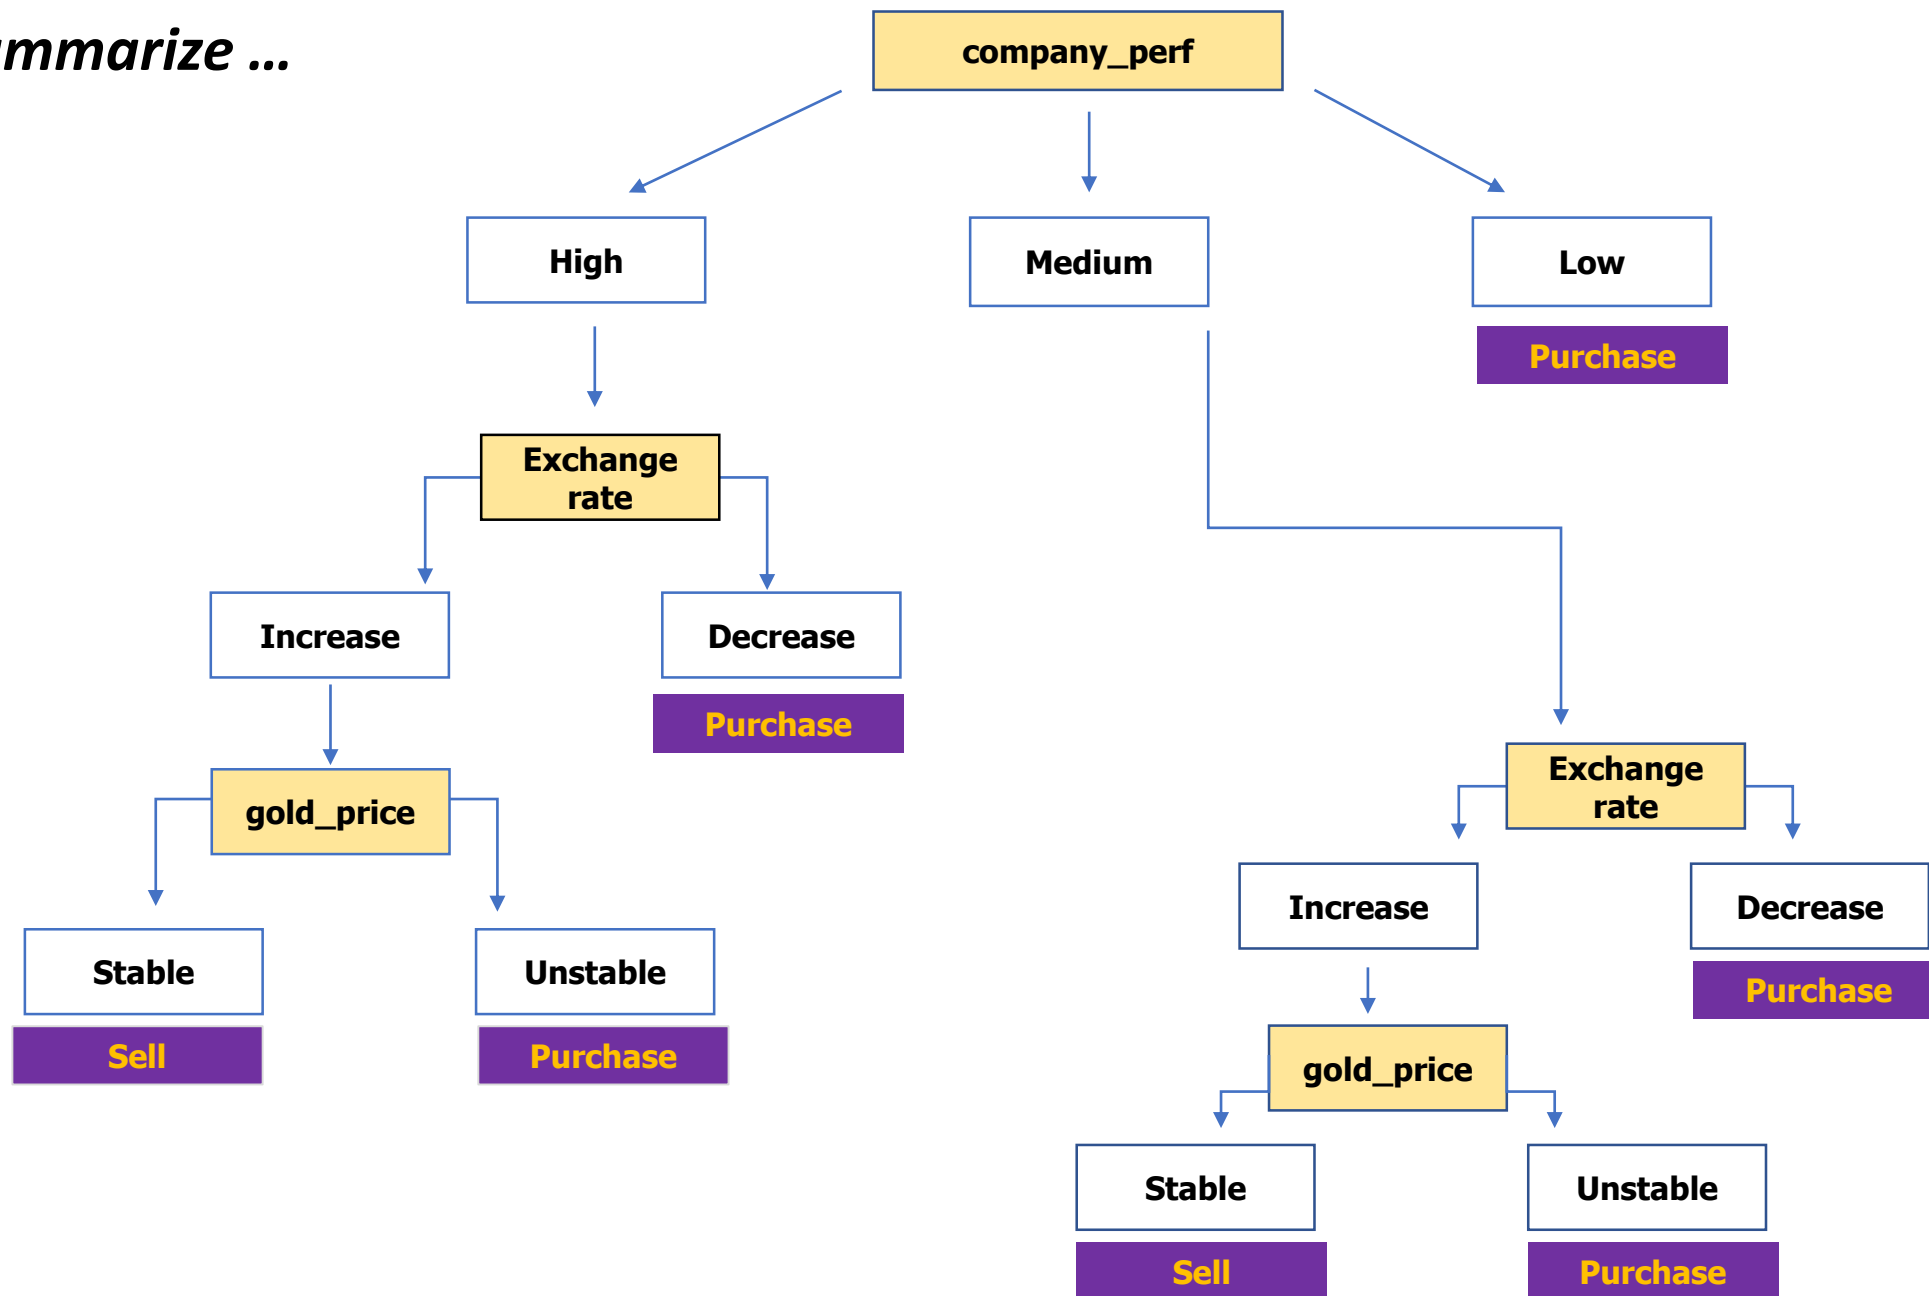 ummarize ...
company_perf
High
Medium
Low
Purchase
Exchange
rate
Increase
Decrease
Purchase
gold_price
Stable
Unstable
Sell
Purchase
Exchange
rate
Increase
Decrease
Purchase
gold_price
Stable
Unstable
Sell
Purchase